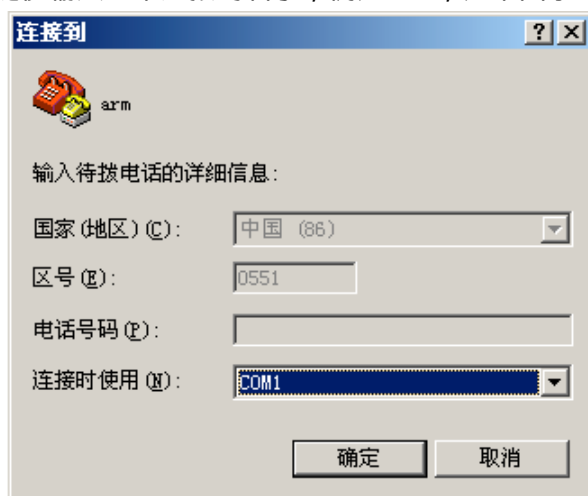 连接到
arm
输入待拨电话的详细信息:
国家(地区)(C): 中国 (86)
区号(E): 0551
电话号码(P):
连接时使用(N): COM1
确定 取消